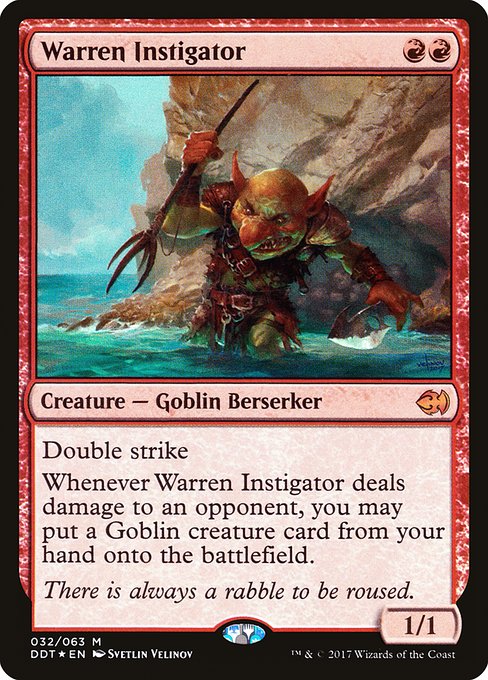 Warren Instigator
Creature — Goblin Berserker
Double strike
Whenever Warren Instigator deals
damage to an opponent, you may
put a Goblin creature card from your
hand onto the battlefield.
There is always a rabble to be roused.
1/1
032/063 M
DDT★EN Svetlin Velinov
™ & © 2017 Wizards of the Coast